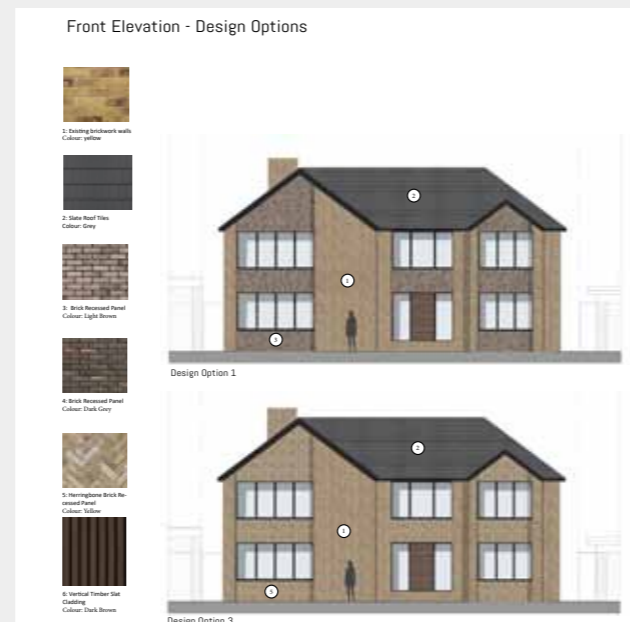 Front Elevation - Design Options
1: Existing brickwork walls
Colour: yellow
2: Slate Roof Tiles
Colour: Grey
3: Brick Recessed Panel
Colour: Light Brown
4: Brick Recessed Panel
Colour: Dark Grey
5: Herringbone Brick Re-
cessed Panel
Colour: Yellow
6: Vertical Timber Slat
Cladding
Colour: Dark Brown
2
1
3
Design Option 1
2
1
5
Design Option 3